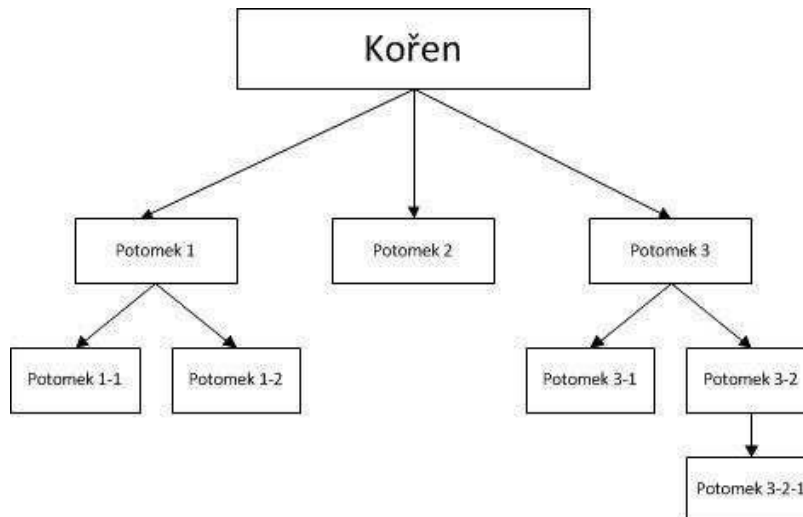 Kořen
Potomek 1
Potomek 2
Potomek 3
Potomek 1-1
Potomek 1-2
Potomek 3-1
Potomek 3-2
Potomek 3-2-1